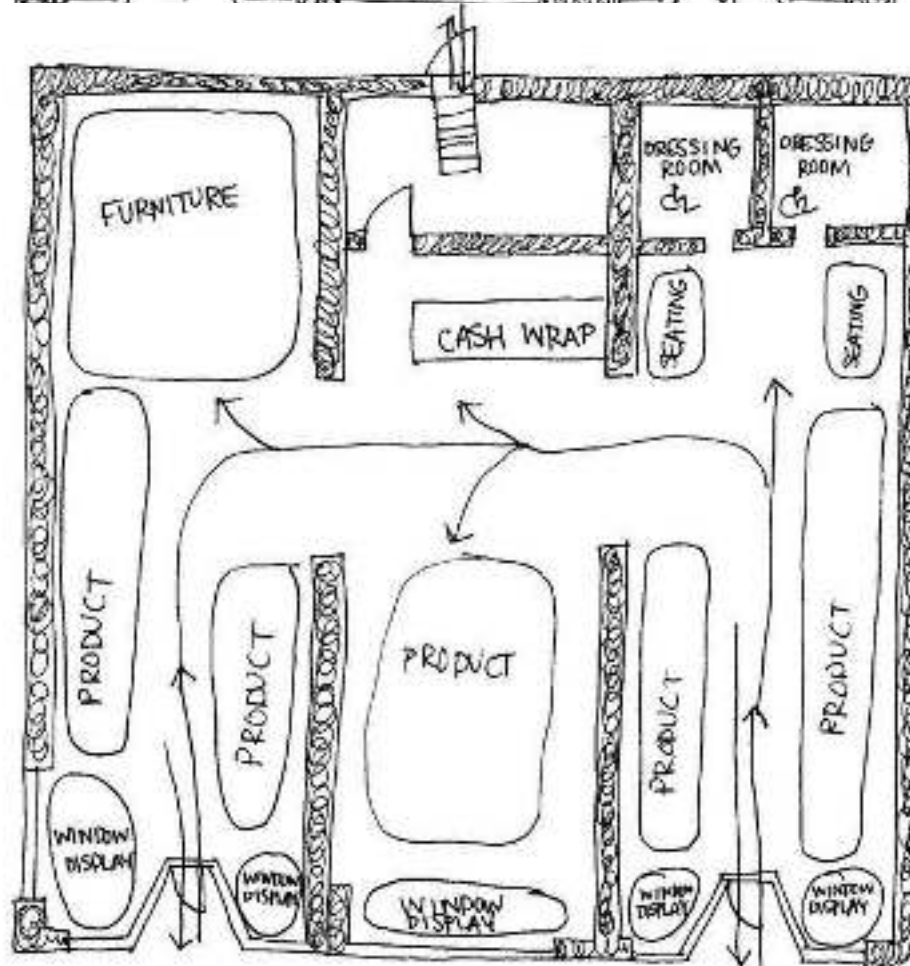 DRESSING
ROOM
DRESSING
ROOM
FURNITURE
CASH WRAP
SEATING
SEATING
PRODUCT
PRODUCT
PRODUCT
PRODUCT
PRODUCT
WINDOW
DISPLAY
WINDOW
DISPLAY
WINDOW
DISPLAY
WINDOW
DISPLAY
WINDOW
DISPLAY